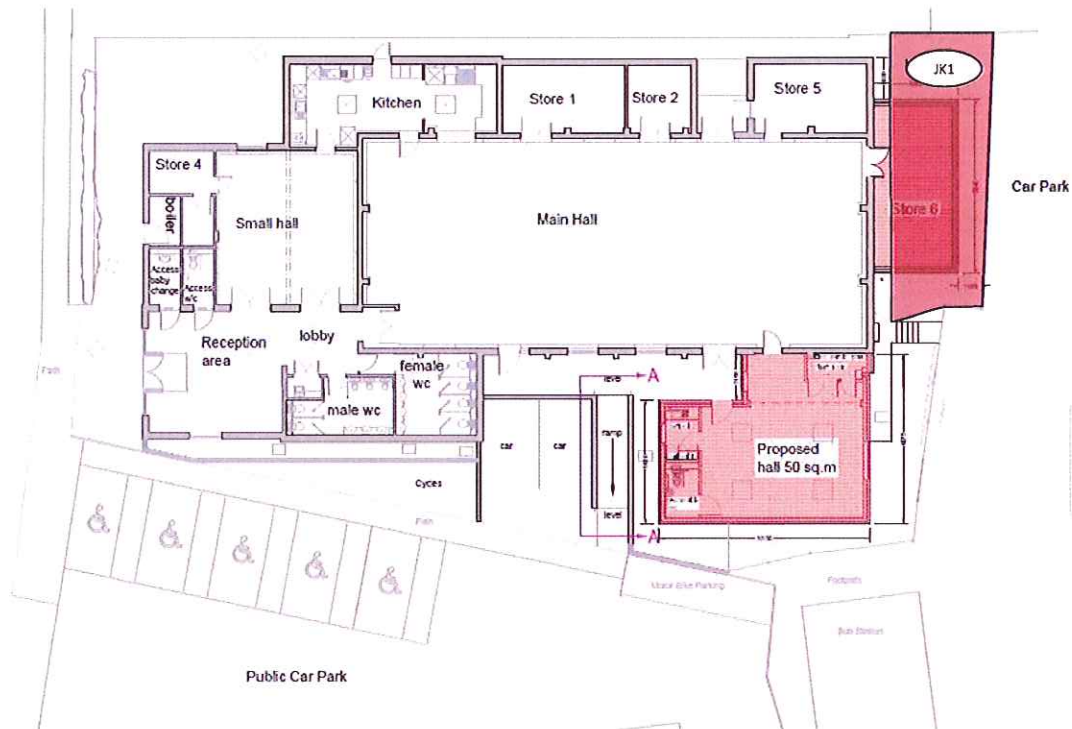 JK1
Kitchen
Store 1
Store 2
Store 5
Store 4
Car Park
boiler
Small hall
Main Hall
Store 6
Access
baby
change
Access
w/c
Reception
area
lobby
female
wc
male wc
level
A
car
car
ramp
Proposed
hall 50 sq.m
Cycles
level
A
Path
Path
Motor Bike Parking
Footpath
Public Car Park